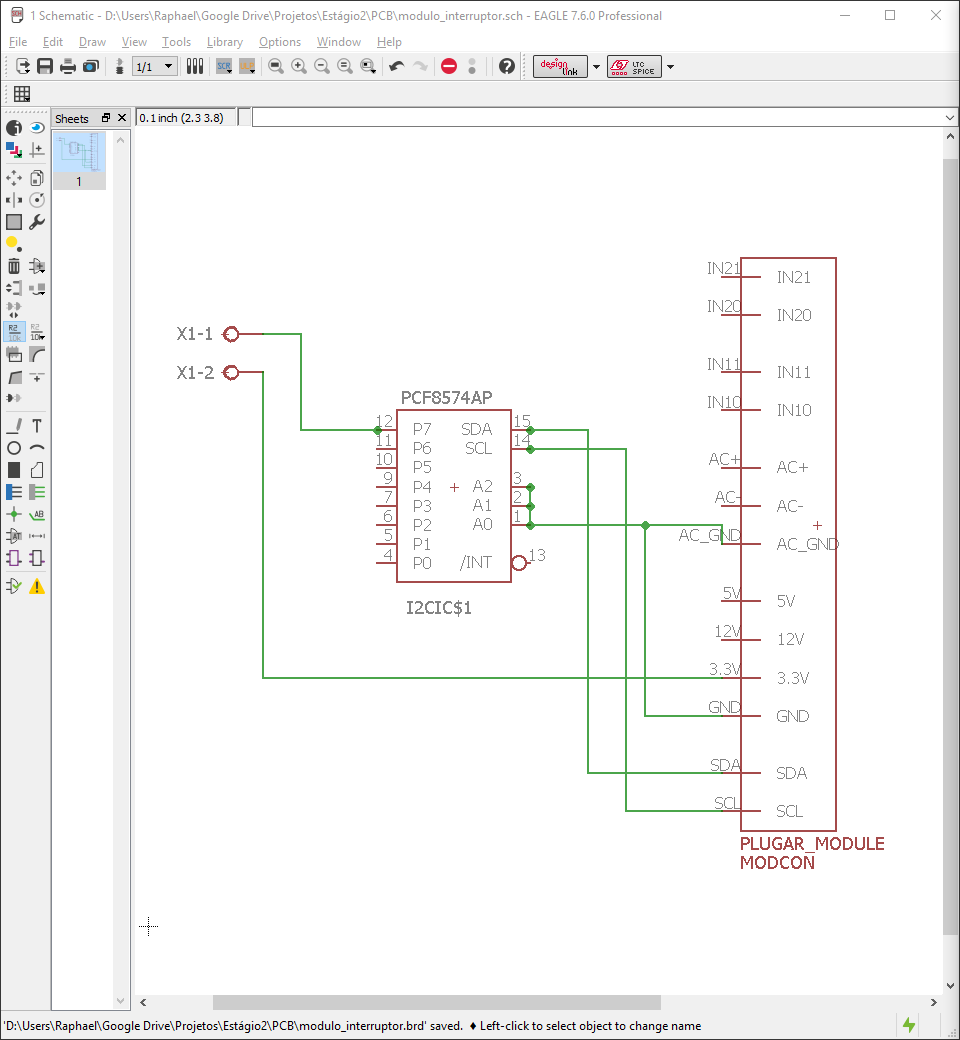 1 Schematic - D:\Users\Raphael\Google Drive\Projetos\Estágio2\PCB\modulo_interruptor.sch - EAGLE 7.6.0 Professional
File Edit Draw View Tools Library Options Window Help
1/1 SCR design link LTC SPICE
Sheets 0.1 inch (2.3 3.8)
1
IN21 IN21
IN20 IN20
X1-1
IN11 IN11
X1-2
PCF8574AP
IN10 IN10
12 P7 SDA 15
11 P6 SCL 14
10 P5 AC+ AC+
9 P4 A2 3
7 P3 A1 2 AC- AC-
6 P2 A0 1
5 P1 AC_GND AC_GND
4 P0 /INT 13
5V 5V
I2CIC$1
12V 12V
3.3V 3.3V
GND GND
SDA SDA
SCL SCL
PLUGAR_MODULE
MODCON
'D:\Users\Raphael\Google Drive\Projetos\Estágio2\PCB\modulo_interruptor.brd' saved. ♦ Left-click to select object to change name